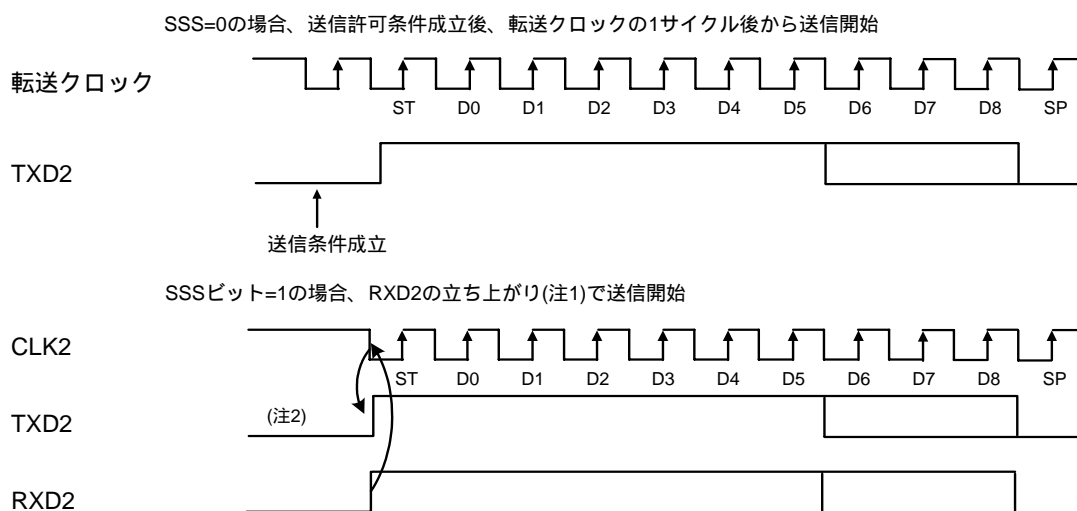 SSS=0の場合、送信許可条件成立後、転送クロックの1サイクル後から送信開始
転送クロック
ST D0 D1 D2 D3 D4 D5 D6 D7 D8 SP
TXD2
送信条件成立
SSSビット=1の場合、RXD2の立ち上がり(注1)で送信開始
CLK2
ST D0 D1 D2 D3 D4 D5 D6 D7 D8 SP
TXD2 (注2)
RXD2